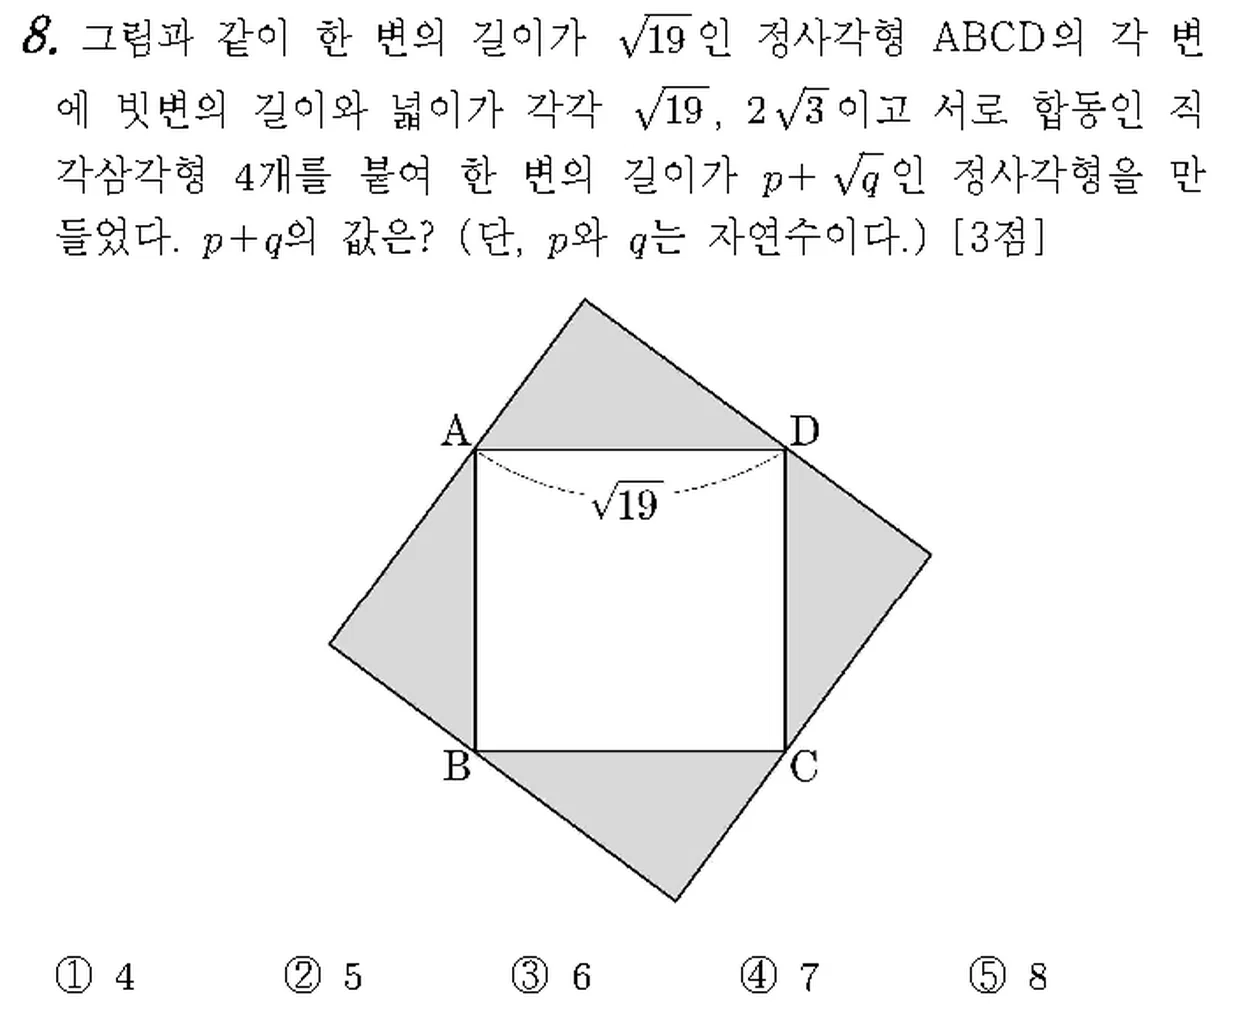 8. 그림과 같이 한 변의 길이가 √19인 정사각형 ABCD의 각 변
에 빗변의 길이와 넓이가 각각 √19, 2√3이고 서로 합동인 직
각삼각형 4개를 붙여 한 변의 길이가 p+√q인 정사각형을 만
들었다. p+q의 값은? (단, p와 q는 자연수이다.) [3점]
A
D
√19
B
C
① 4 ② 5 ③ 6 ④ 7 ⑤ 8